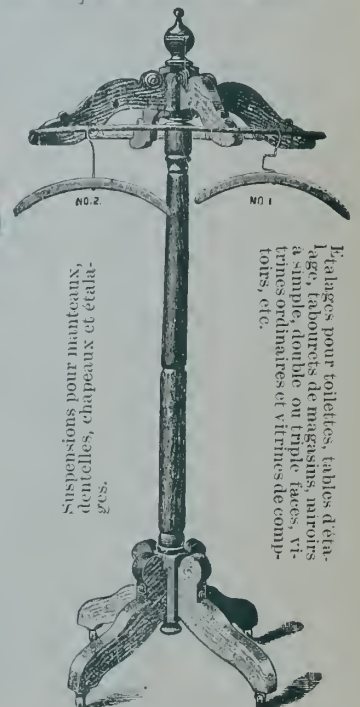 NO. 2.
NO 1
Suspensions pour manteaux,
dentelles, chapeaux et étala-
ges.
Etalages pour toilettes, tables d'éta-
lage, tabourets de magasins, miroirs
à simple, double ou triple faces, vi-
trines ordinaires et vitrines de comp-
toirs, etc.